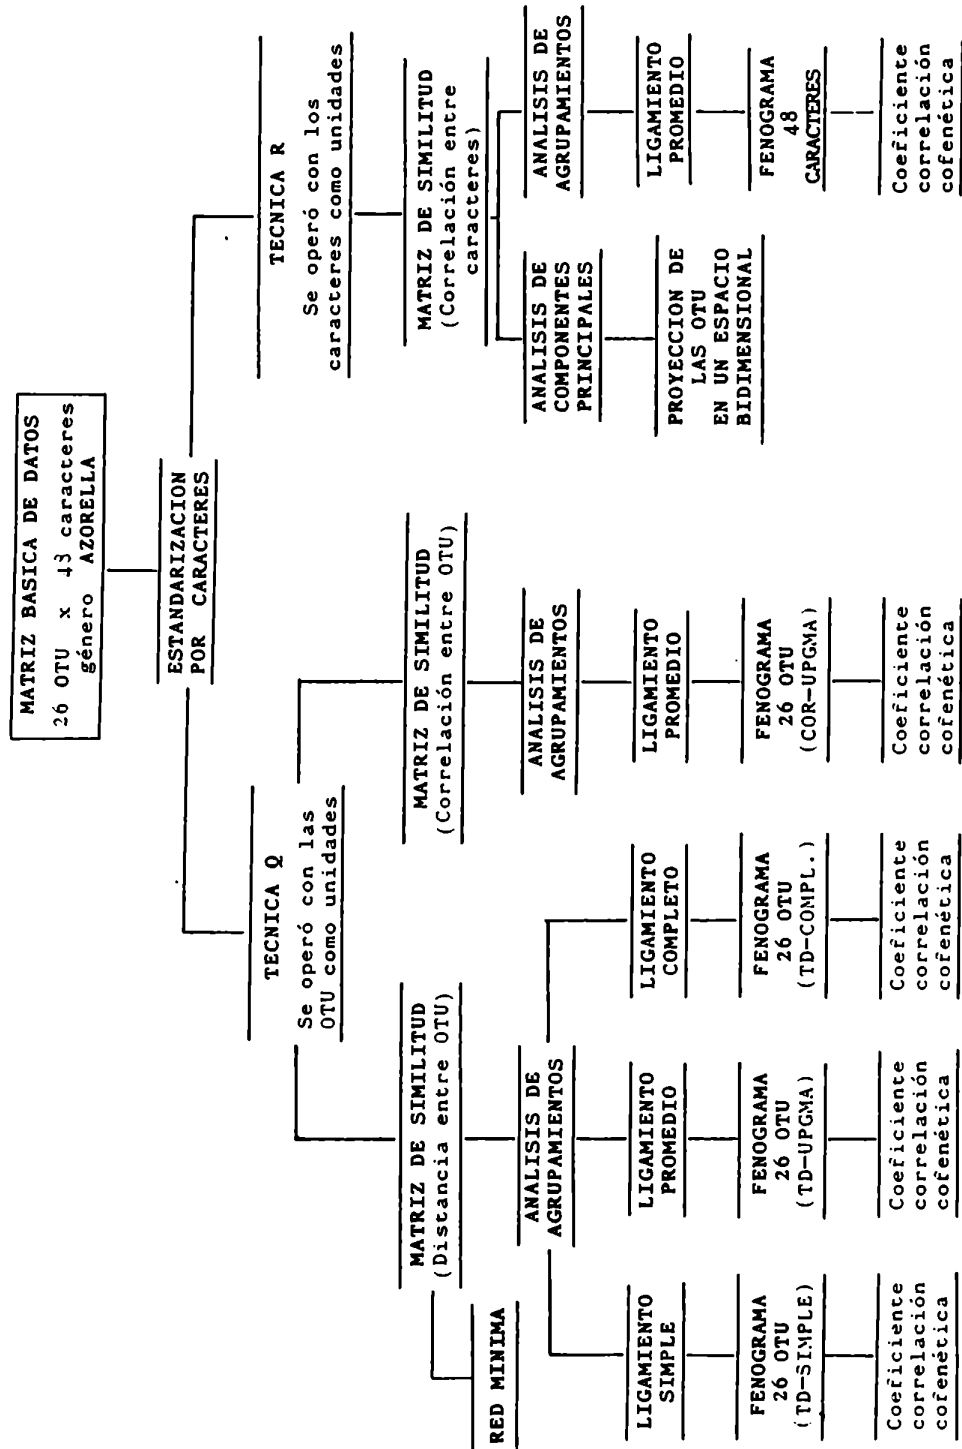 MATRIZ BASICA DE DATOS
26 OTU x 43 caracteres
género AZORELLA
ESTANDARIZACION
POR CARACTERES
TECNICA Q
Se operó con las
OTU como unidades
TECNICA R
Se operó con los
caracteres como unidades
MATRIZ DE SIMILITUD
(Distancia entre OTU)
MATRIZ DE SIMILITUD
(Correlación entre OTU)
MATRIZ DE SIMILITUD
(Correlación entre
caracteres)
RED MINIMA
ANALISIS DE
AGRUPAMIENTOS
ANALISIS DE
AGRUPAMIENTOS
ANALISIS DE
COMPONENTES
PRINCIPALES
ANALISIS DE
AGRUPAMIENTOS
LIGAMIENTO
SIMPLE
LIGAMIENTO
PROMEDIO
LIGAMIENTO
COMPLETO
LIGAMIENTO
PROMEDIO
PROYECCION DE
LAS OTU
EN UN ESPACIO
BIDIMENSIONAL
LIGAMIENTO
PROMEDIO
FENOGRAMA
26 OTU
(TD-SIMPLE)
FENOGRAMA
26 OTU
(TD-UPGMA)
FENOGRAMA
26 OTU
(TD-COMPL.)
FENOGRAMA
26 OTU
(COR-UPGMA)
FENOGRAMA
48
CARACTERES
Coeficiente
correlación
cofenética
Coeficiente
correlación
cofenética
Coeficiente
correlación
cofenética
Coeficiente
correlación
cofenética
Coeficiente
correlación
cofenética